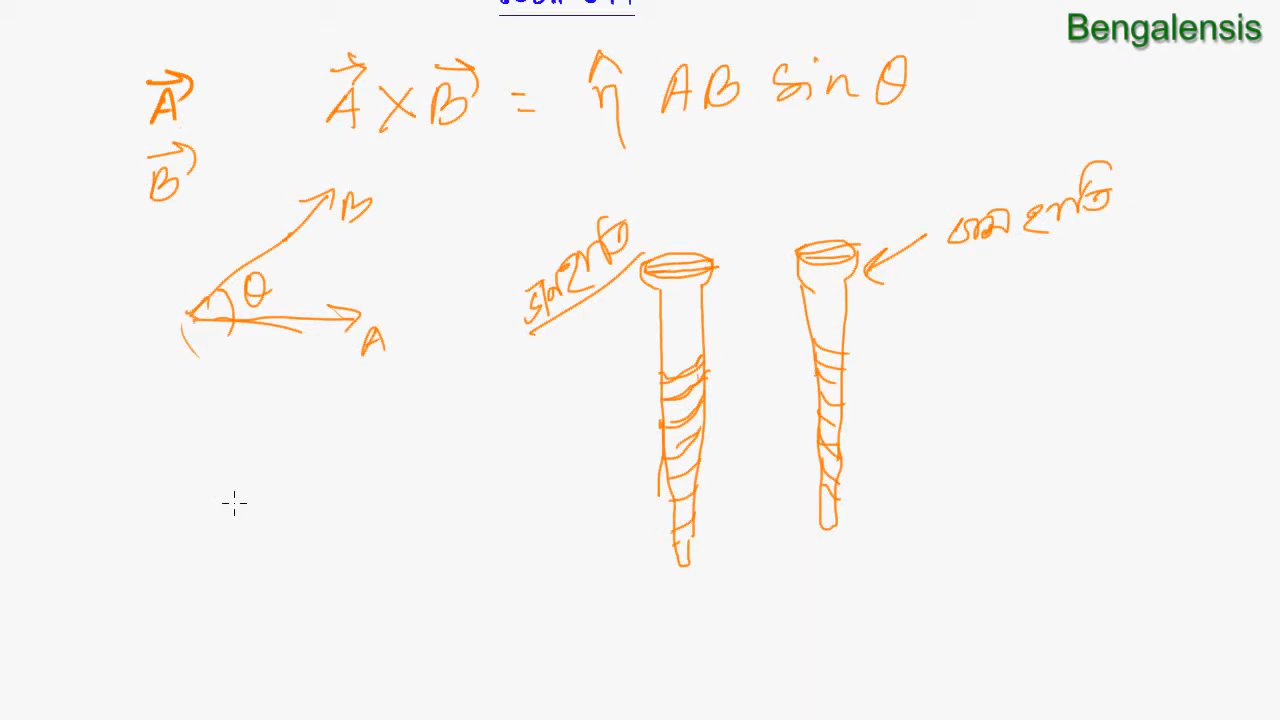 Bengalensis
A⃗ A⃗ × B⃗ = η̂ AB sin θ
B⃗
B
θ
A
ডানহাতি
বামহাতি